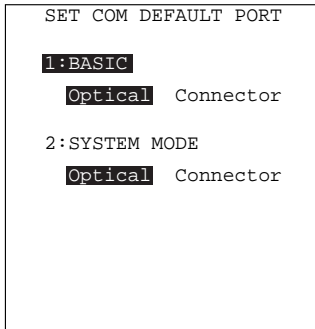 SET COM DEFAULT PORT
1:BASIC
Optical Connector
2:SYSTEM MODE
Optical Connector